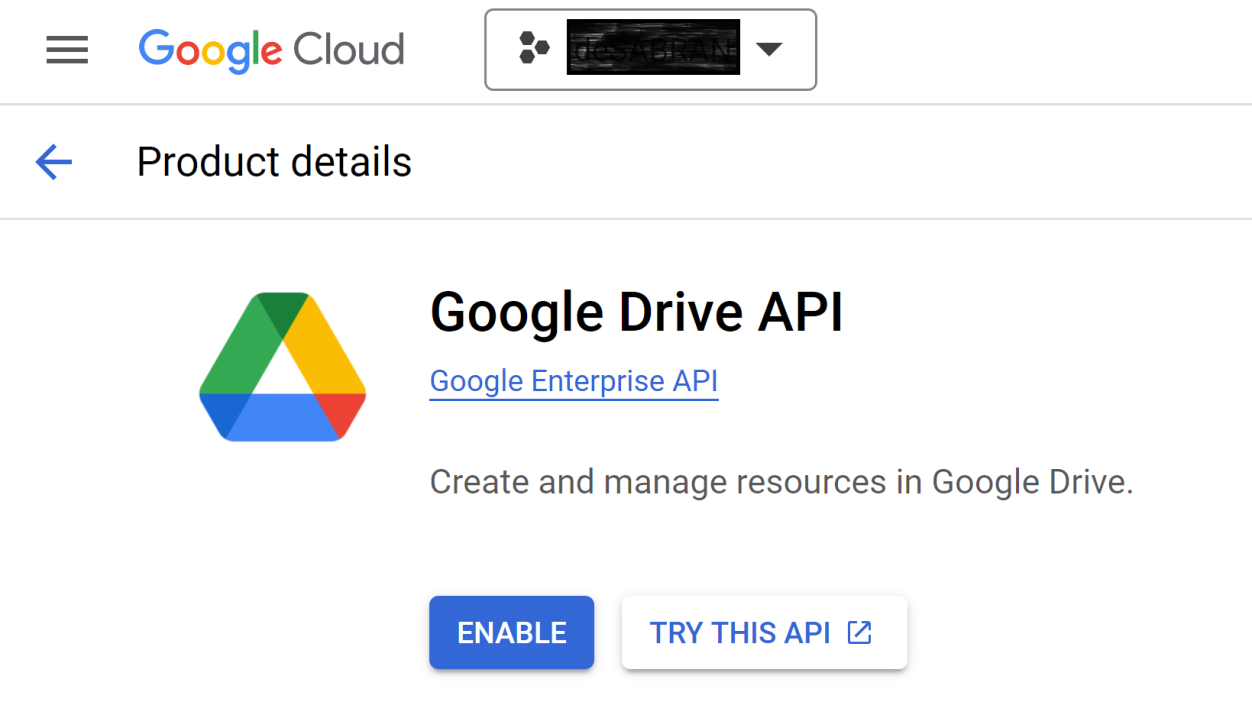 Google Cloud
Product details
Google Drive API
Google Enterprise API
Create and manage resources in Google Drive.
ENABLE
TRY THIS API